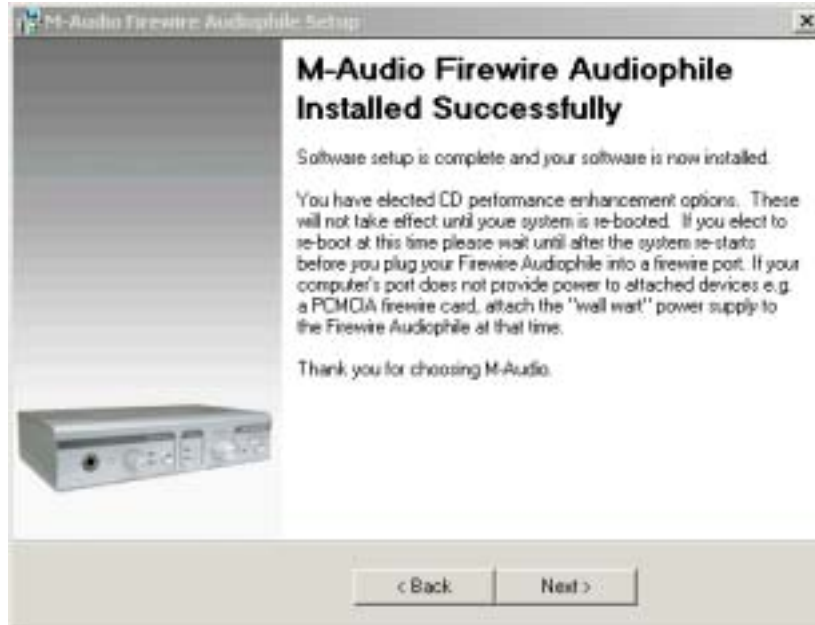 M-Audio Firewire Audiophile Setup
M-Audio Firewire Audiophile
Installed Successfully
Software setup is complete and your software is now installed.
You have elected CD performance enhancement options. These
will not take effect until youe system is re-booted. If you elect to
re-boot at this time please wait until after the system re-starts
before you plug your Firewire Audiophile into a firewire port. If your
computer's port does not provide power to attached devices e.g.
a PCMCIA firewire card, attach the "wall wart" power supply to
the Firewire Audiophile at that time.
Thank you for choosing M-Audio.
< Back
Next >